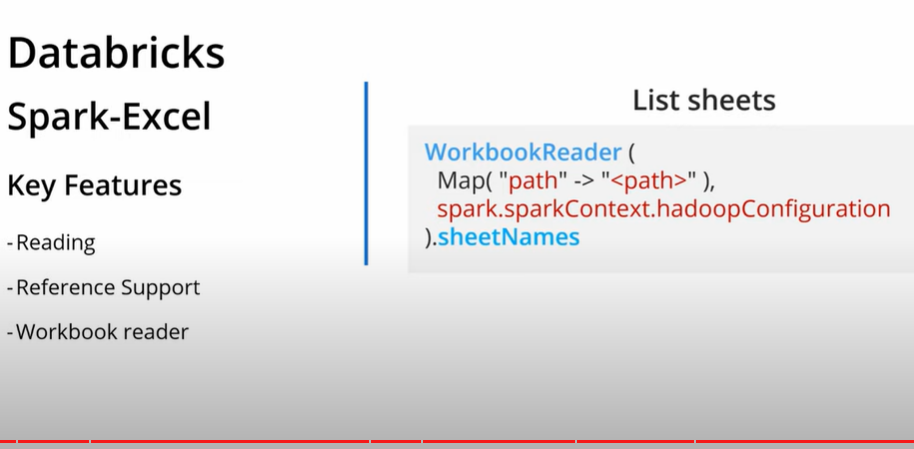 Databricks
Spark-Excel
Key Features
-Reading
-Reference Support
-Workbook reader
List sheets
WorkbookReader (
Map( "path" -> "<path>" ),
spark.sparkContext.hadoopConfiguration
).sheetNames